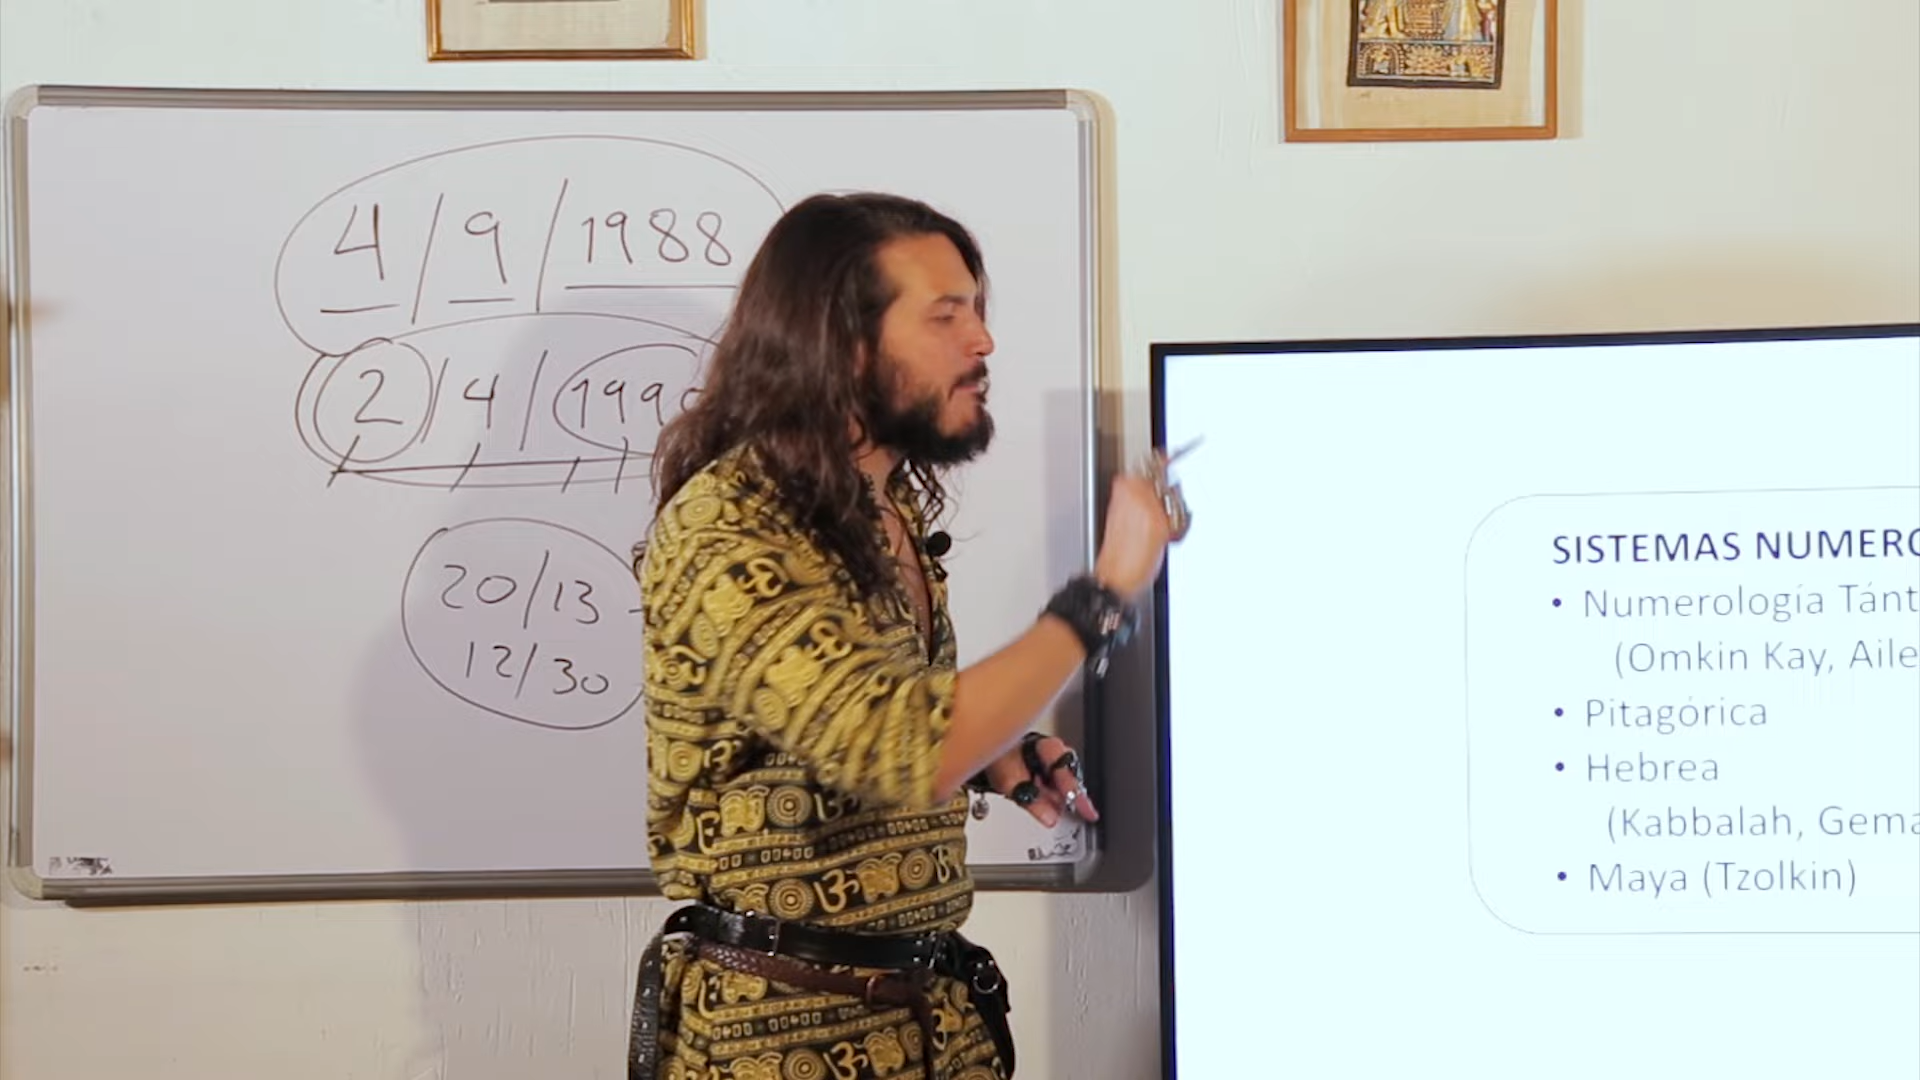 4/9/1988
2/4/199
20/13
12/30
SISTEMAS NUMERO
• Numerología Tánt
(Omkin Kay, Aile
• Pitagórica
• Hebrea
(Kabbalah, Gema
• Maya (Tzolkin)